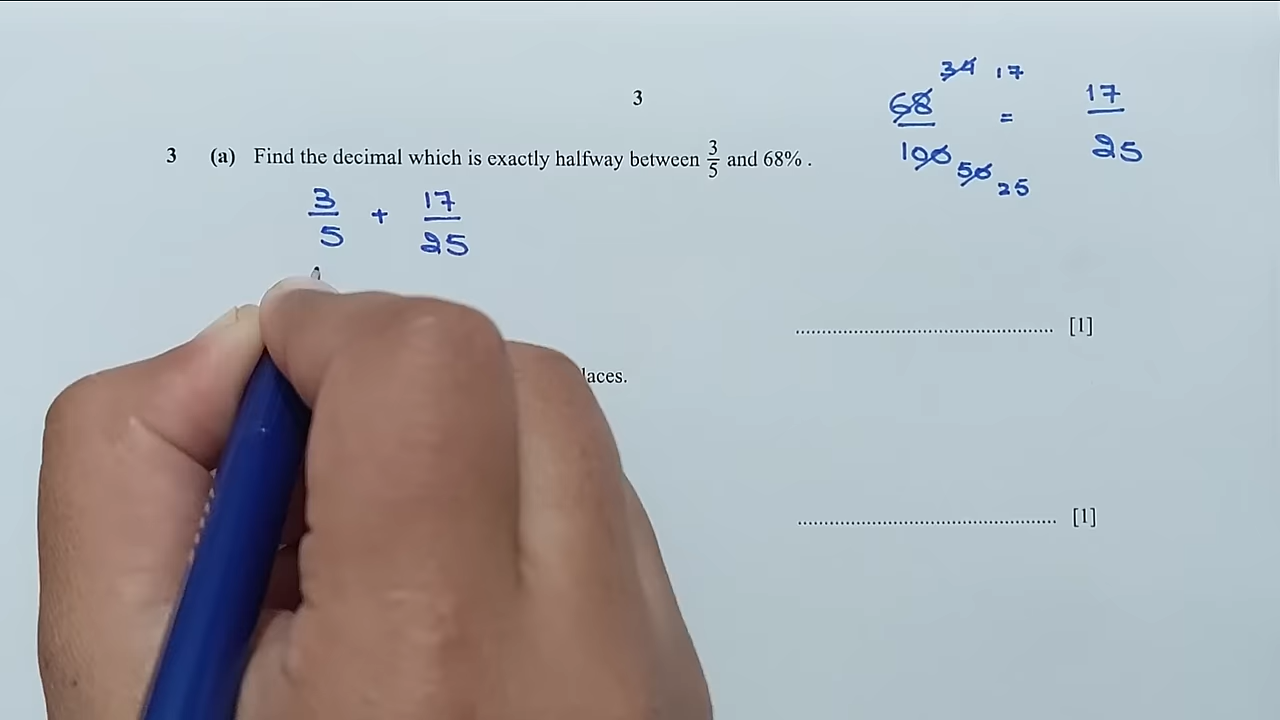 3
3 (a) Find the decimal which is exactly halfway between 3/5 and 68% .
3/5 + 17/25
68/100 34 17 50 25 = 17/25
[1]
laces.
[1]